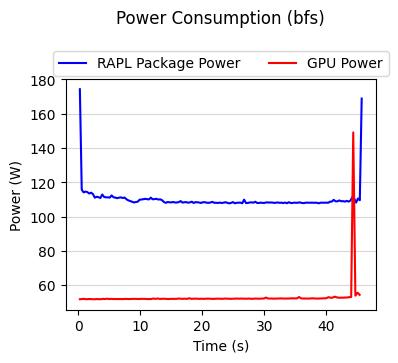 Power Consumption (bfs)
RAPL Package Power GPU Power
180
160
140
120
100
80
60
Power (W)
0 10 20 30 40
Time (s)